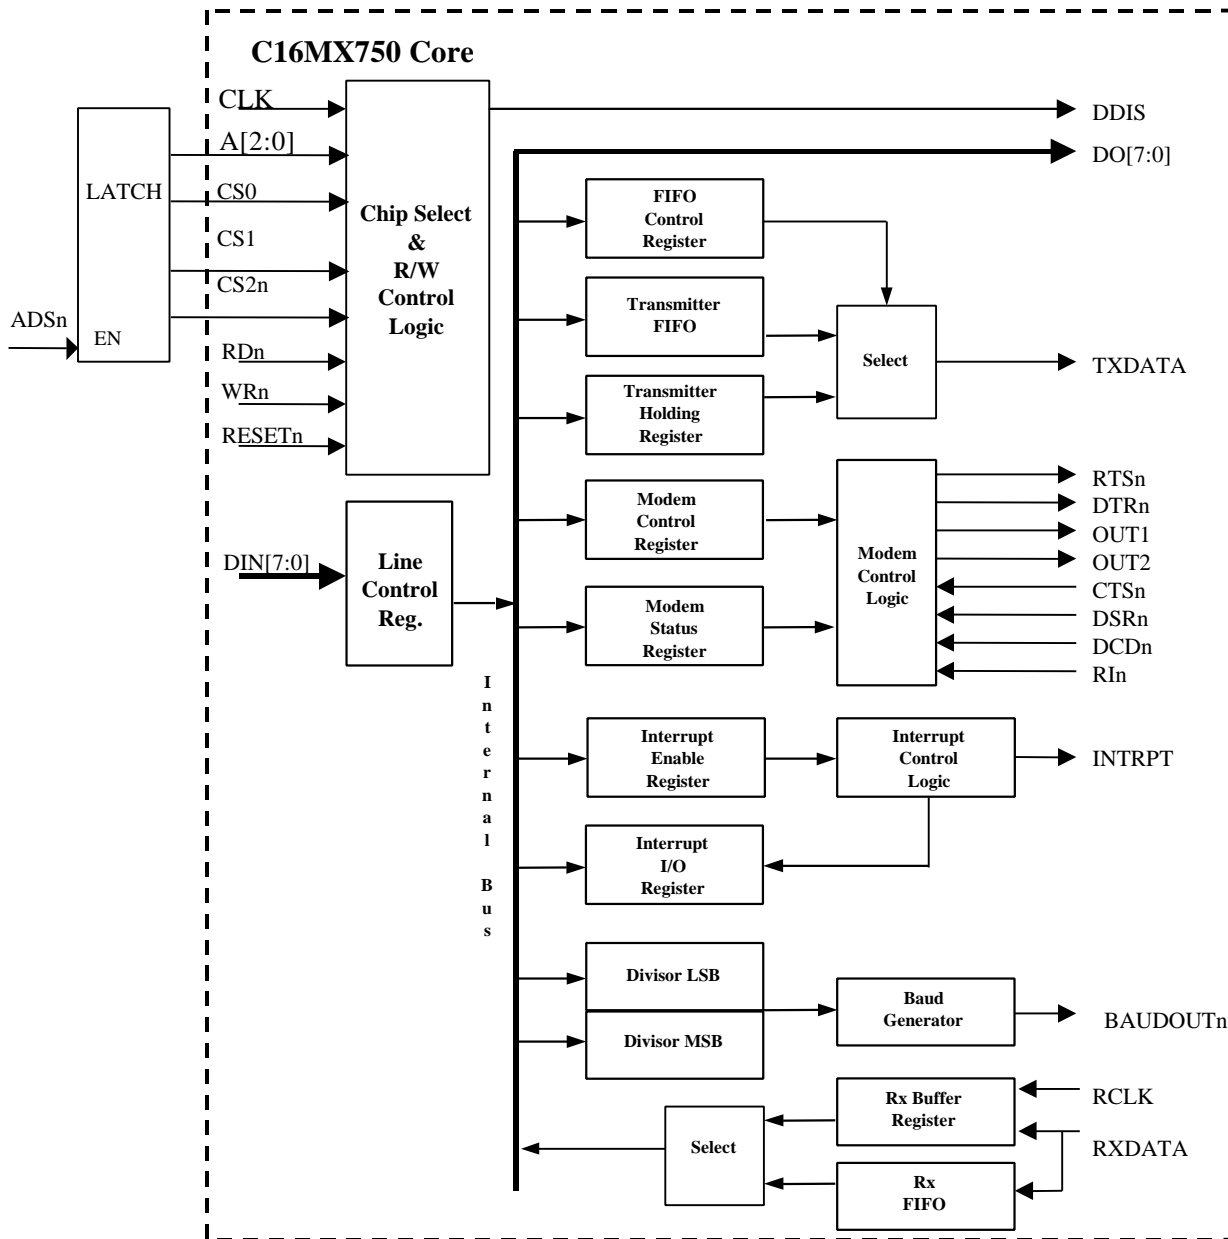 C16MX750 Core
CLK
A[2:0]
CS0
CS1
CS2n
RDn
WRn
RESETn
LATCH
EN
ADSn
Chip Select
&
R/W
Control
Logic
DIN[7:0]
Line
Control
Reg.
Internal Bus
DDIS
DO[7:0]
FIFO
Control
Register
Transmitter
FIFO
Transmitter
Holding
Register
Select
TXDATA
Modem
Control
Register
Modem
Status
Register
Modem
Control
Logic
RTSn
DTRn
OUT1
OUT2
CTSn
DSRn
DCDn
RIn
Interrupt
Enable
Register
Interrupt
Control
Logic
INTRPT
Interrupt
I/O
Register
Divisor LSB
Divisor MSB
Baud
Generator
BAUDOUTn
Rx Buffer
Register
RCLK
RXDATA
Select
Rx
FIFO